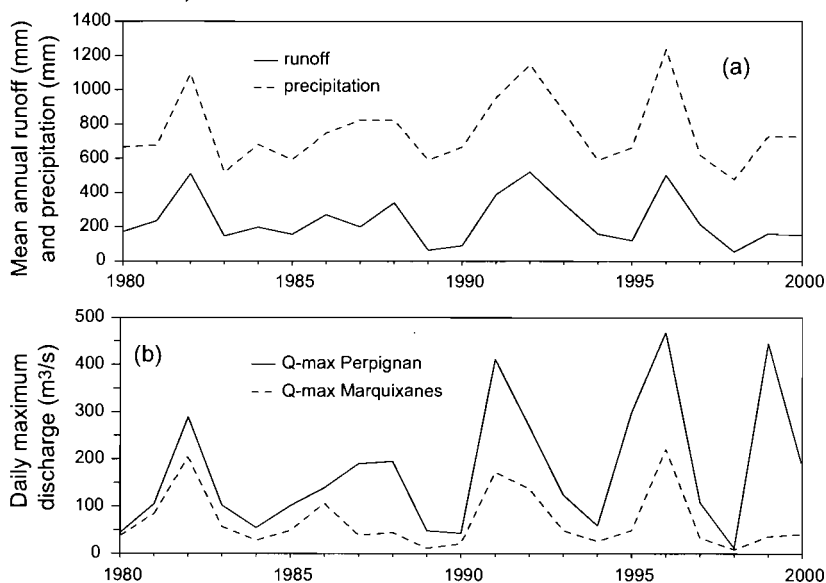 Mean annual runoff (mm)
and precipitation (mm)
1400
1200
1000
800
600
400
200
0
runoff
precipitation
(a)
1980
1985
1990
1995
2000
Daily maximum
discharge (m³/s)
500
400
300
200
100
0
(b)
Q-max Perpignan
Q-max Marquixanes
1980
1985
1990
1995
2000